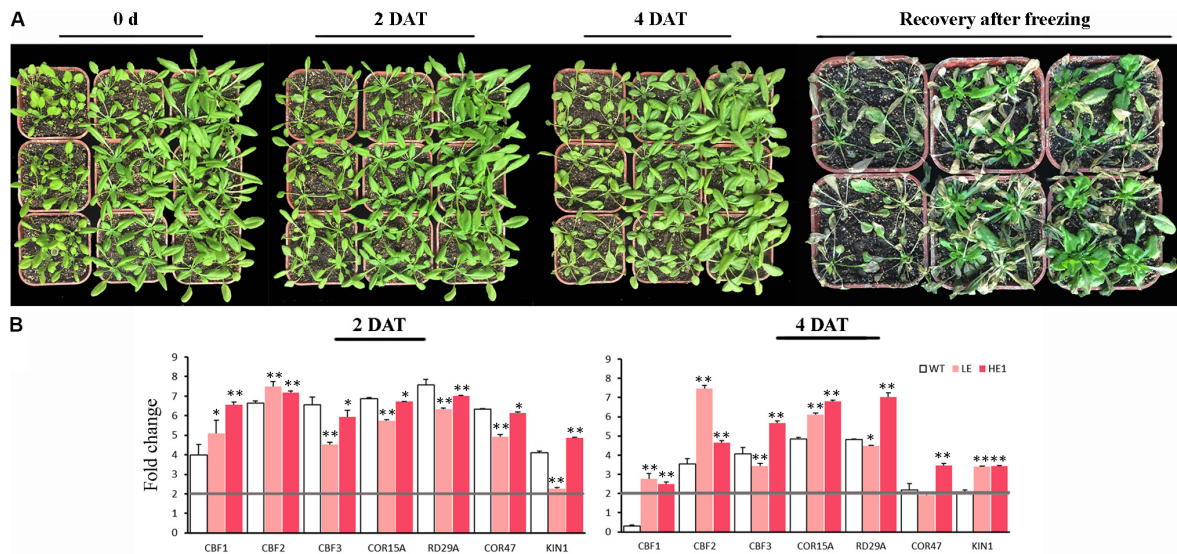 A
0 d
2 DAT
4 DAT
Recovery after freezing
B
2 DAT
4 DAT
Fold change
9
8
7
6
5
4
3
2
1
0
** ** ** * ** * * ** ** * ** ** ** * ** **
CBF1 CBF2 CBF3 COR15A RD29A COR47 KIN1
9
8
7
6
5
4
3
2
1
0
WT LE HE1
** ** ** ** ** ** ** ** * ** ** ** **
CBF1 CBF2 CBF3 COR15A RD29A COR47 KIN1